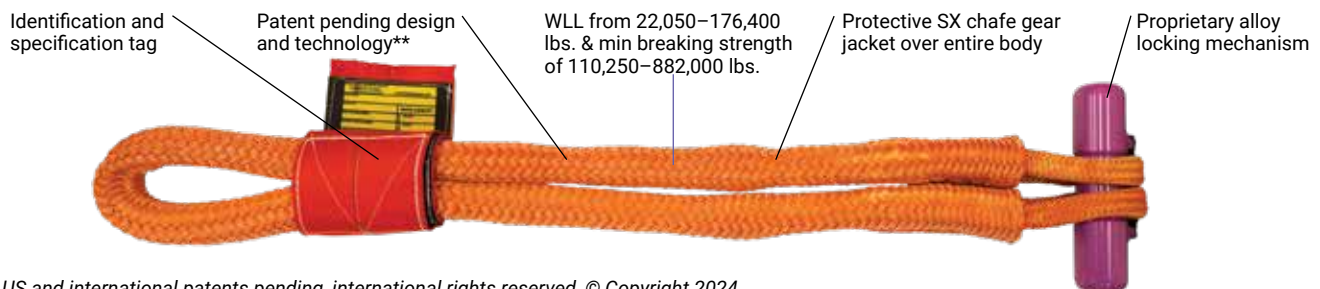 Identification and
specification tag
Patent pending design
and technology**
WLL from 22,050–176,400
lbs. & min breaking strength
of 110,250–882,000 lbs.
Protective SX chafe gear
jacket over entire body
Proprietary alloy
locking mechanism
US and international patents pending, international rights reserved. © Copyright 2024